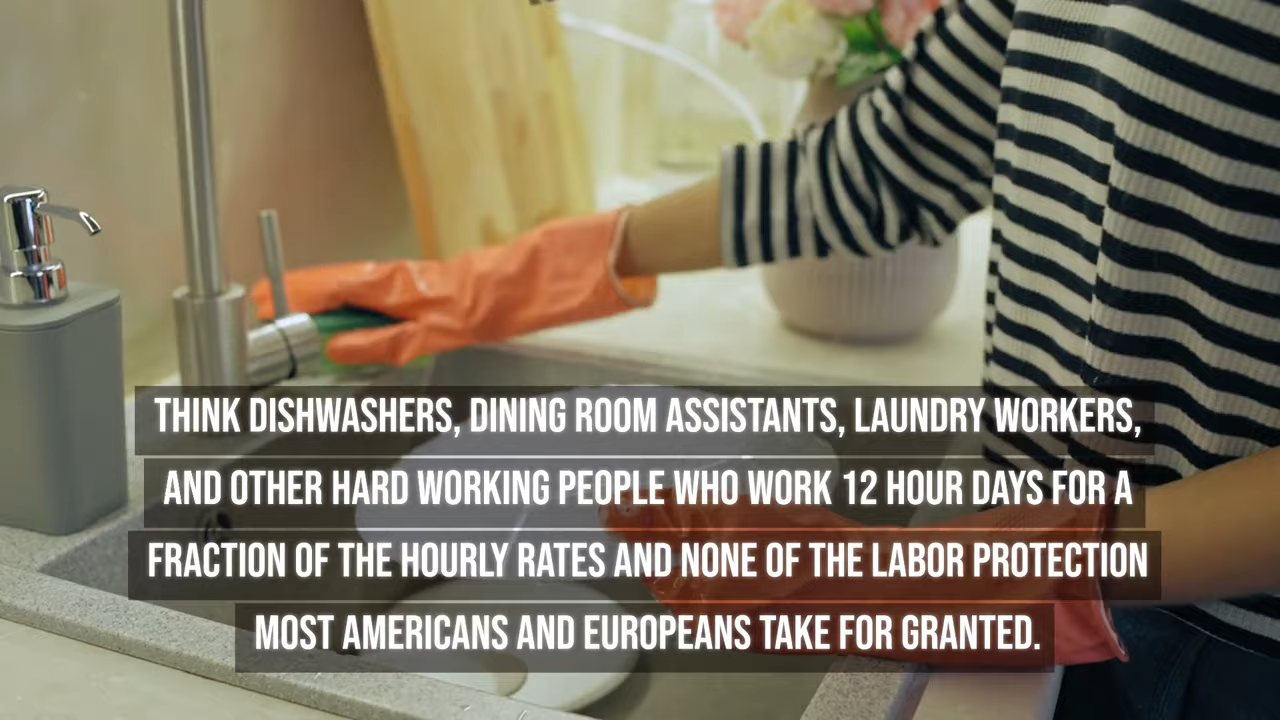 THINK DISHWASHERS, DINING ROOM ASSISTANTS, LAUNDRY WORKERS,
AND OTHER HARD WORKING PEOPLE WHO WORK 12 HOUR DAYS FOR A
FRACTION OF THE HOURLY RATES AND NONE OF THE LABOR PROTECTION
MOST AMERICANS AND EUROPEANS TAKE FOR GRANTED.